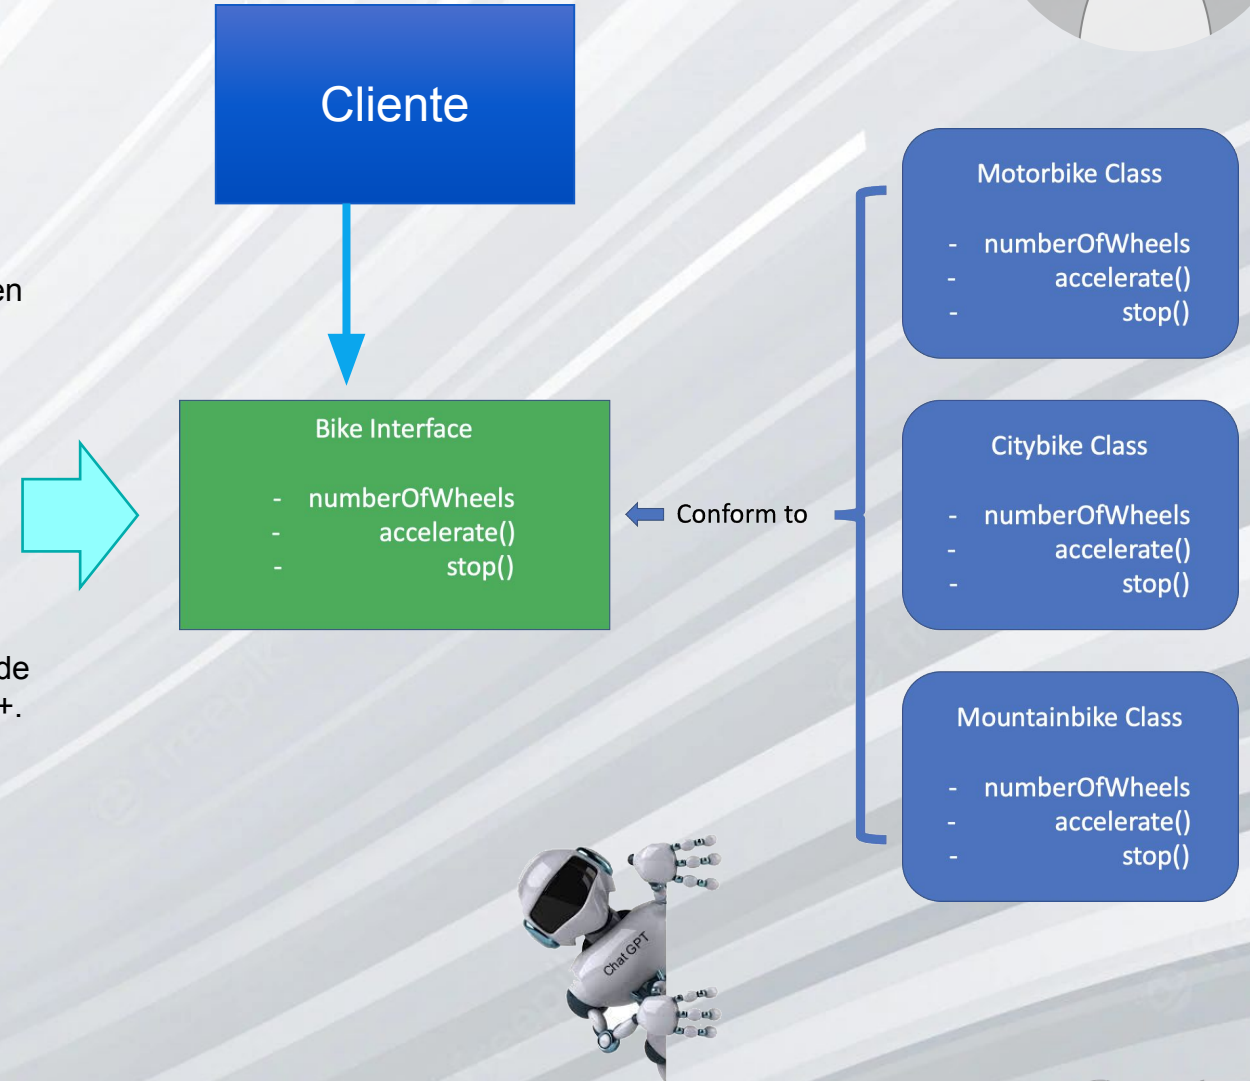 Cliente
en
de
+.
Bike Interface
- numberOfWheels
- accelerate()
- stop()
Conform to
Motorbike Class
- numberOfWheels
- accelerate()
- stop()
Citybike Class
- numberOfWheels
- accelerate()
- stop()
Mountainbike Class
- numberOfWheels
- accelerate()
- stop()
Chat GPT